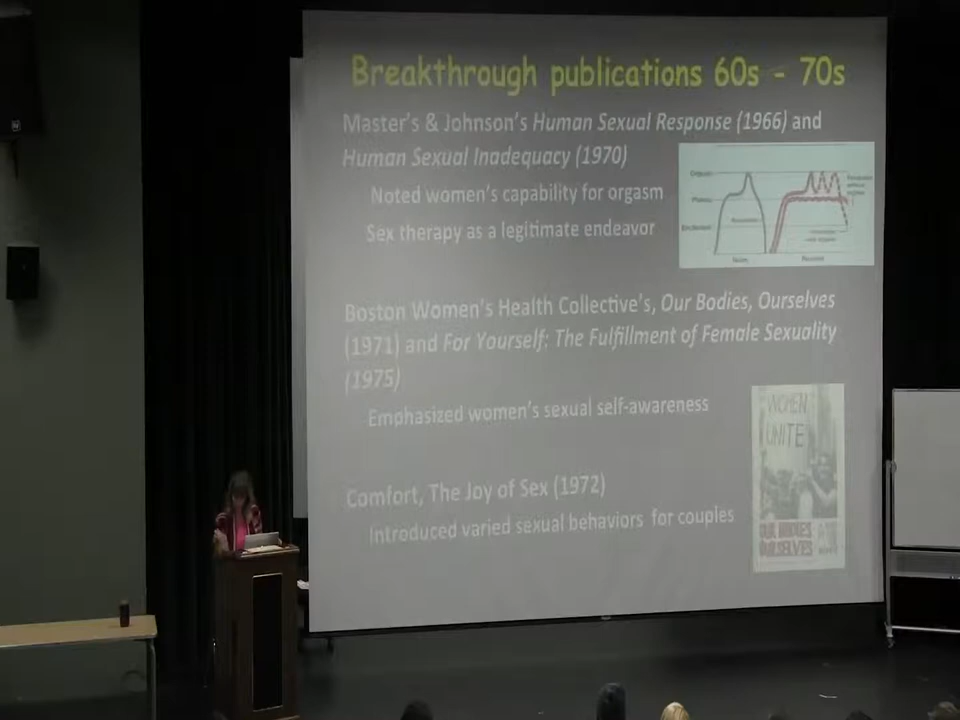 Breakthrough publications 60s - 70s
Master's & Johnson's Human Sexual Response (1966) and
Human Sexual Inadequacy (1970)
Noted women's capability for orgasm
Sex therapy as a legitimate endeavor
Boston Women's Health Collective's, Our Bodies, Ourselves
(1971) and For Yourself: The Fulfillment of Female Sexuality
(1975)
Emphasized women's sexual self-awareness
WOMEN
UNITE
OUR BODIES
OURSELVES
Comfort, The Joy of Sex (1972)
Introduced varied sexual behaviors for couples